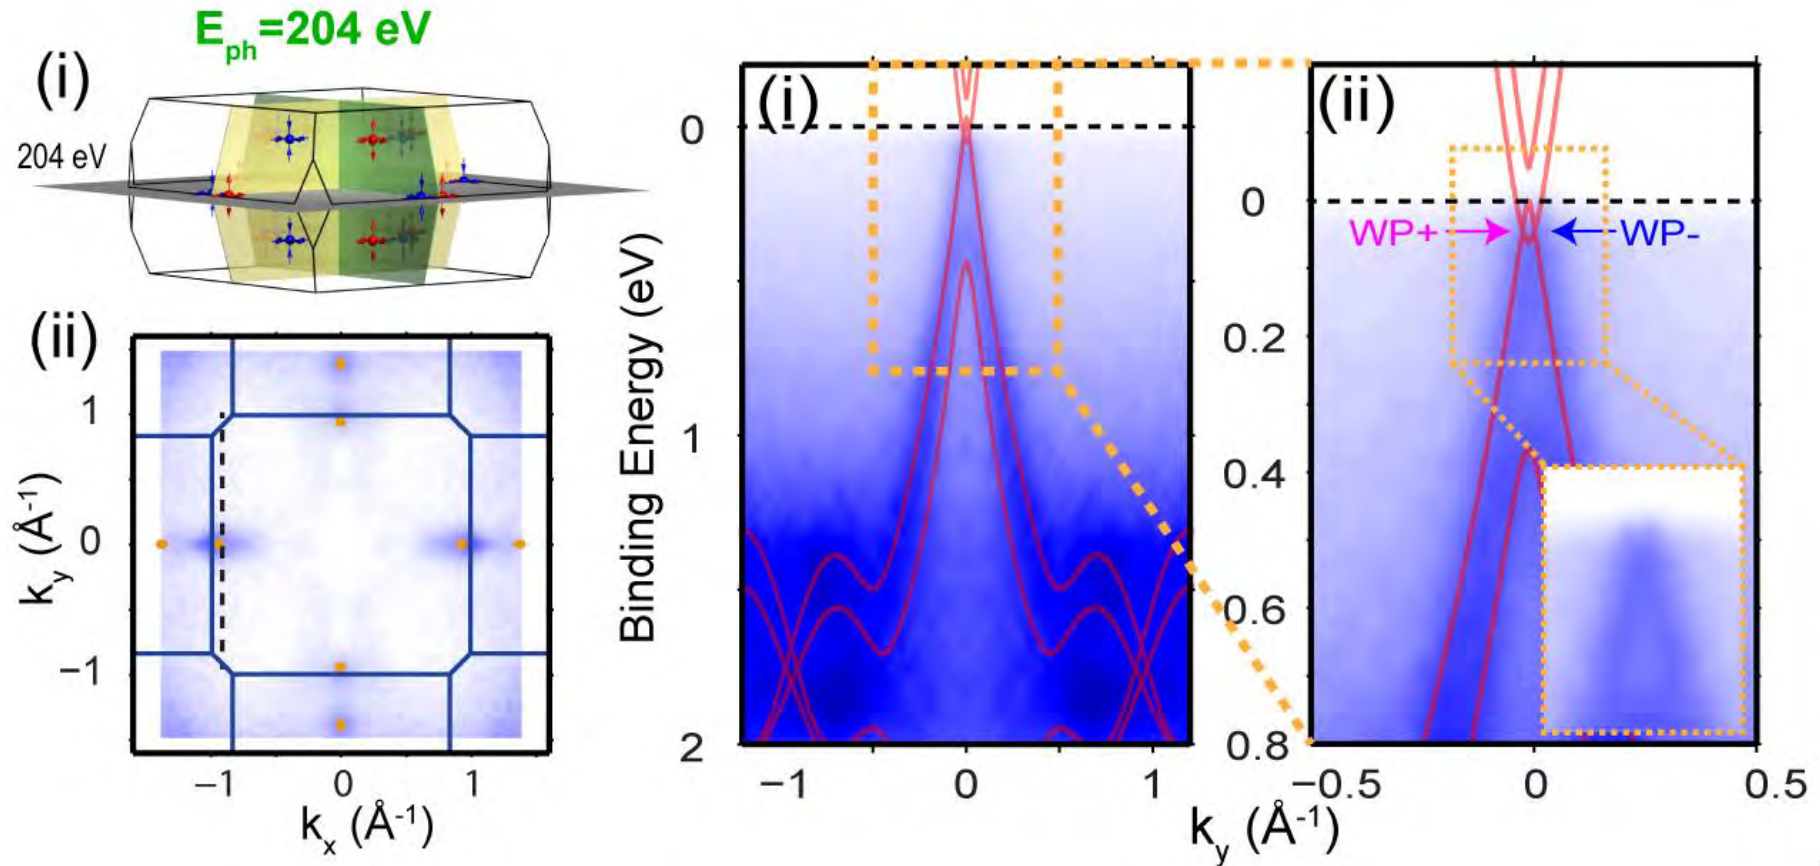 E_ph=204 eV
(i)
204 eV
(ii)
k_y (Å⁻¹)
1
0
−1
−1
0
1
k_x (Å⁻¹)
(i)
Binding Energy (eV)
0
1
2
−1
0
1
k_y (Å⁻¹)
(ii)
0
0.2
0.4
0.6
0.8
WP+
WP-
−0.5
0
0.5